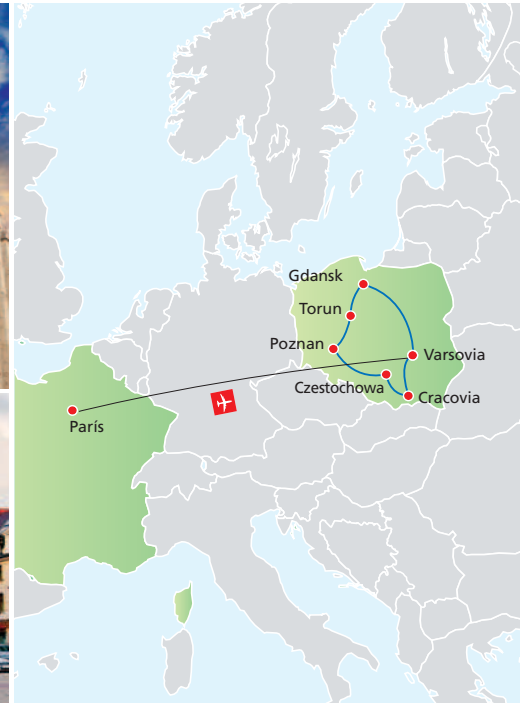 Gdansk
Torun
Poznan
Varsovia
Czestochowa
Cracovia
París